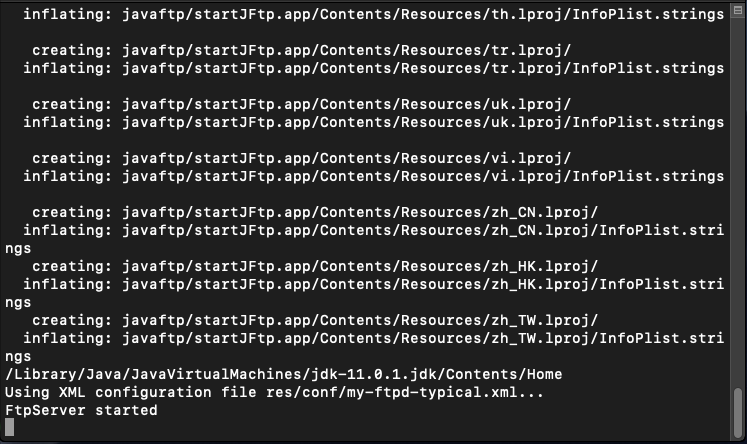 inflating: javaftp/startJFtp.app/Contents/Resources/th.lproj/InfoPlist.strings
creating: javaftp/startJFtp.app/Contents/Resources/tr.lproj/
inflating: javaftp/startJFtp.app/Contents/Resources/tr.lproj/InfoPlist.strings
creating: javaftp/startJFtp.app/Contents/Resources/uk.lproj/
inflating: javaftp/startJFtp.app/Contents/Resources/uk.lproj/InfoPlist.strings
creating: javaftp/startJFtp.app/Contents/Resources/vi.lproj/
inflating: javaftp/startJFtp.app/Contents/Resources/vi.lproj/InfoPlist.strings
creating: javaftp/startJFtp.app/Contents/Resources/zh_CN.lproj/
inflating: javaftp/startJFtp.app/Contents/Resources/zh_CN.lproj/InfoPlist.stri
ngs
creating: javaftp/startJFtp.app/Contents/Resources/zh_HK.lproj/
inflating: javaftp/startJFtp.app/Contents/Resources/zh_HK.lproj/InfoPlist.stri
ngs
creating: javaftp/startJFtp.app/Contents/Resources/zh_TW.lproj/
inflating: javaftp/startJFtp.app/Contents/Resources/zh_TW.lproj/InfoPlist.stri
ngs
/Library/Java/JavaVirtualMachines/jdk-11.0.1.jdk/Contents/Home
Using XML configuration file res/conf/my-ftpd-typical.xml...
FtpServer started